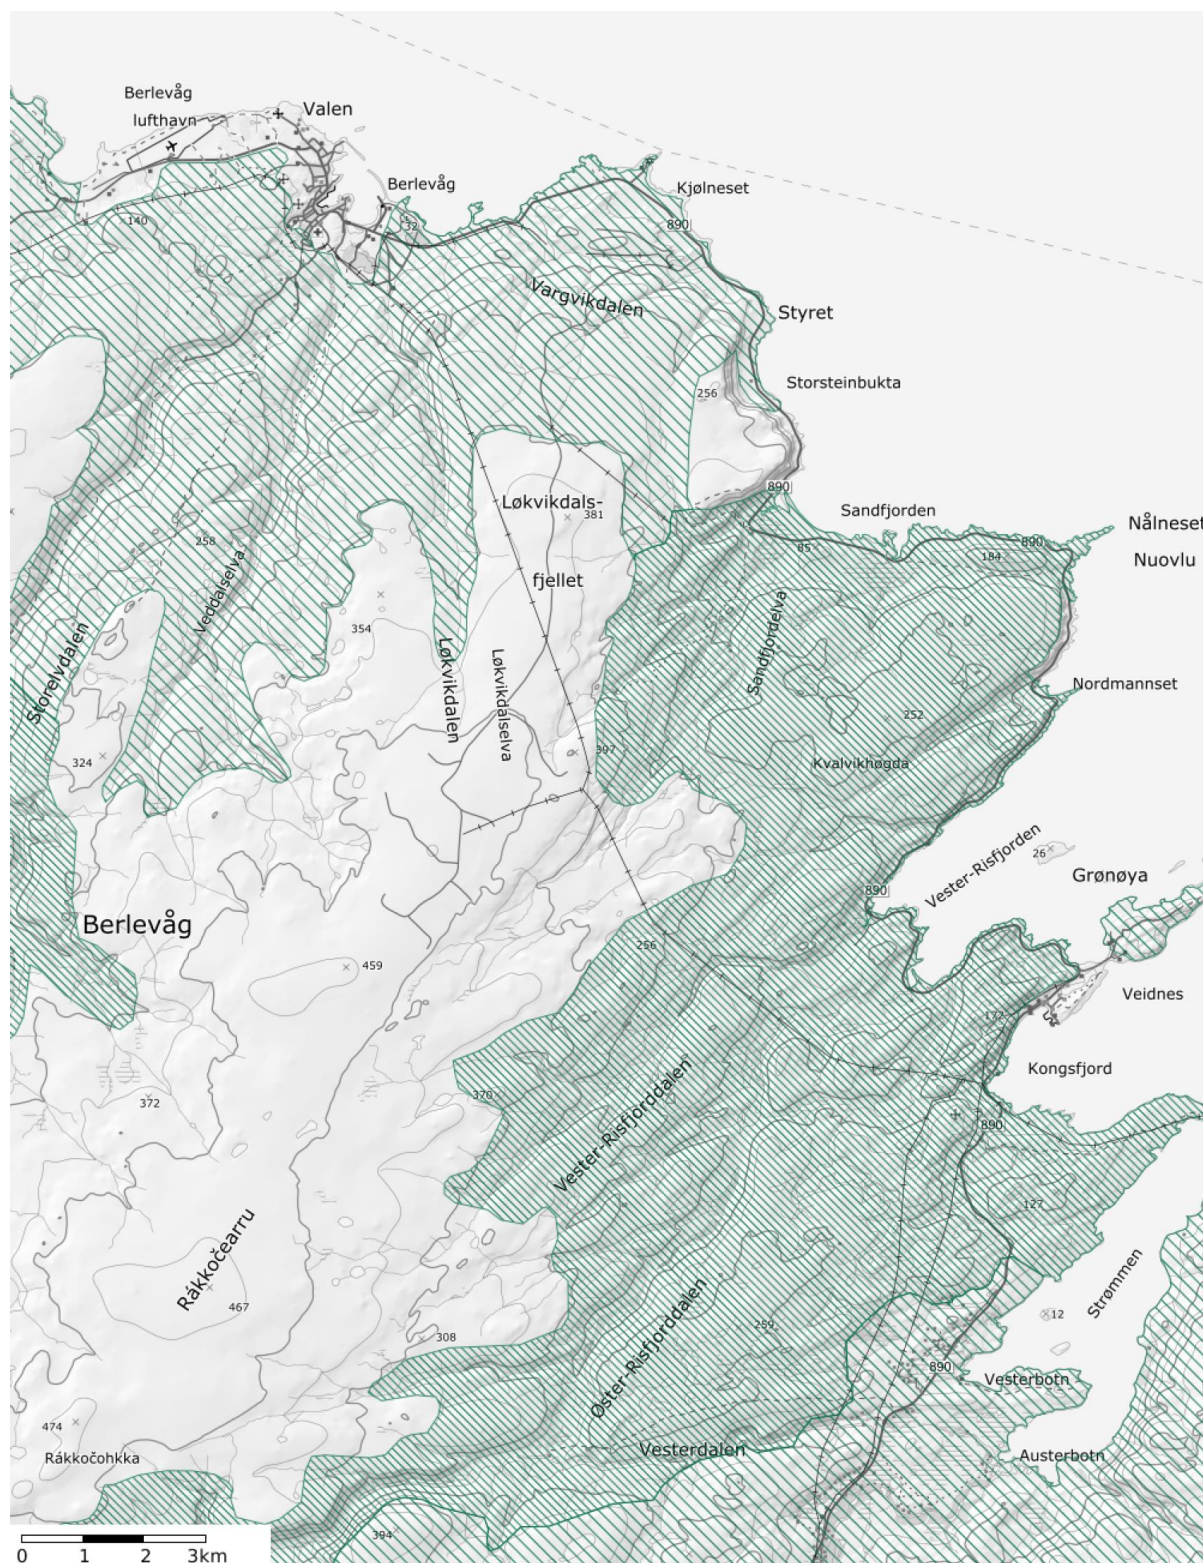 Berlevåg
lufthavn
Valen
Berlevåg
Kjølneset
140
32
890
Vargvikdalen
Styret
Storsteinbukta
256
890
Løkvikdals-
381
Sandfjorden
Nålneset
890
85
184
Nuovlu
258
fjellet
Veddalselva
354
Sandfjordelva
Storelvdalen
Løkvikdalen
Løkvikdalselva
Nordmannset
252
397
324
Kvalvikhøgda
26
Vester-Risfjorden
Grønøya
890
Berlevåg
256
459
Veidnes
172
Kongsfjord
370
372
Vester-Risfjorddalen
890
127
Rákkočearru
467
Strømmen
12
308
259
Øster-Risfjorddalen
890
Vesterbotn
474
Rákkočohkka
Vesterdalen
Austerbotn
394
0 1 2 3km